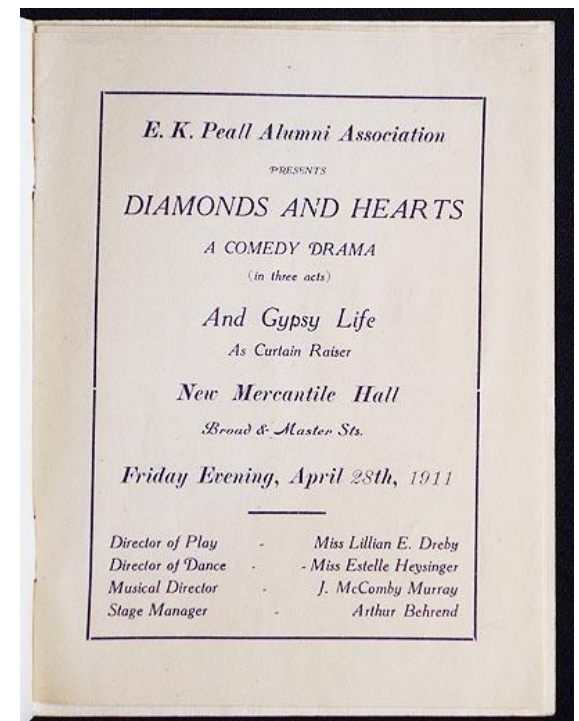 E. K. Peall Alumni Association
PRESENTS
DIAMONDS AND HEARTS
A COMEDY DRAMA
(in three acts)
And Gypsy Life
As Curtain Raiser
New Mercantile Hall
Broad & Master Sts.
Friday Evening, April 28th, 1911
Director of Play - Miss Lillian E. Dreby
Director of Dance - - Miss Estelle Heysinger
Musical Director - J. McComby Murray
Stage Manager - Arthur Behrend